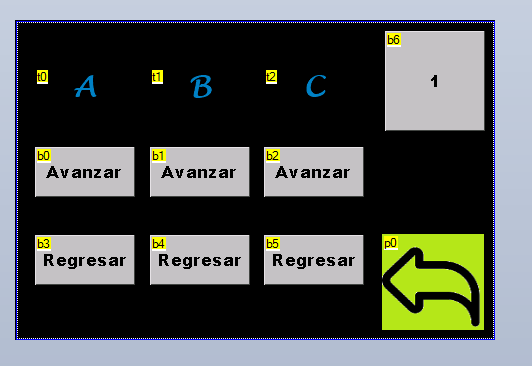 b6
1
t0 A t1 B t2 C
b0 b1 b2
Avanzar Avanzar Avanzar
b3 b4 b5 p0
Regresar Regresar Regresar